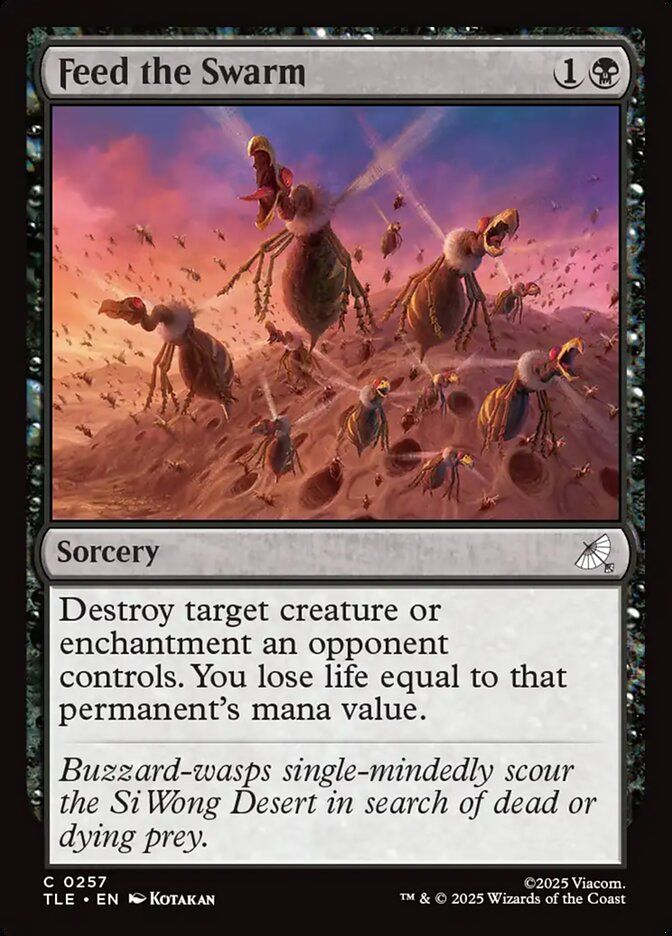 Feed the Swarm 1
Sorcery
Destroy target creature or
enchantment an opponent
controls. You lose life equal to that
permanent's mana value.
Buzzard-wasps single-mindedly scour
the Si Wong Desert in search of dead or
dying prey.
C 0257
TLE • EN KOTAKAN
©2025 Viacom.
™ & © 2025 Wizards of the Coast